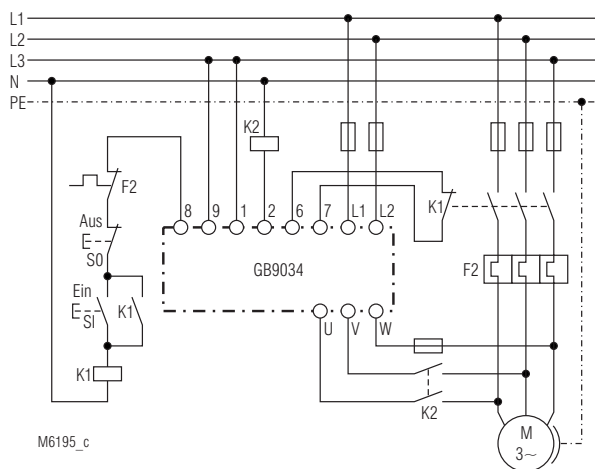 L1
L2
L3
N
PE
K2
F2
8 9 1 2 6 7 L1 L2
K1
Aus
S0
GB9034
F2
Ein
SI
K1
U V W
K1
K2
M6195_c
M
3~